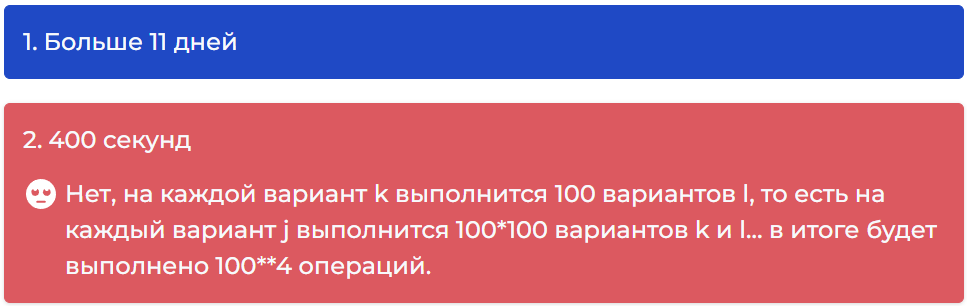 1. Больше 11 дней
2. 400 секунд
Нет, на каждой вариант k выполнится 100 вариантов l, то есть на
каждый вариант j выполнится 100*100 вариантов k и l... в итоге будет
выполнено 100**4 операций.